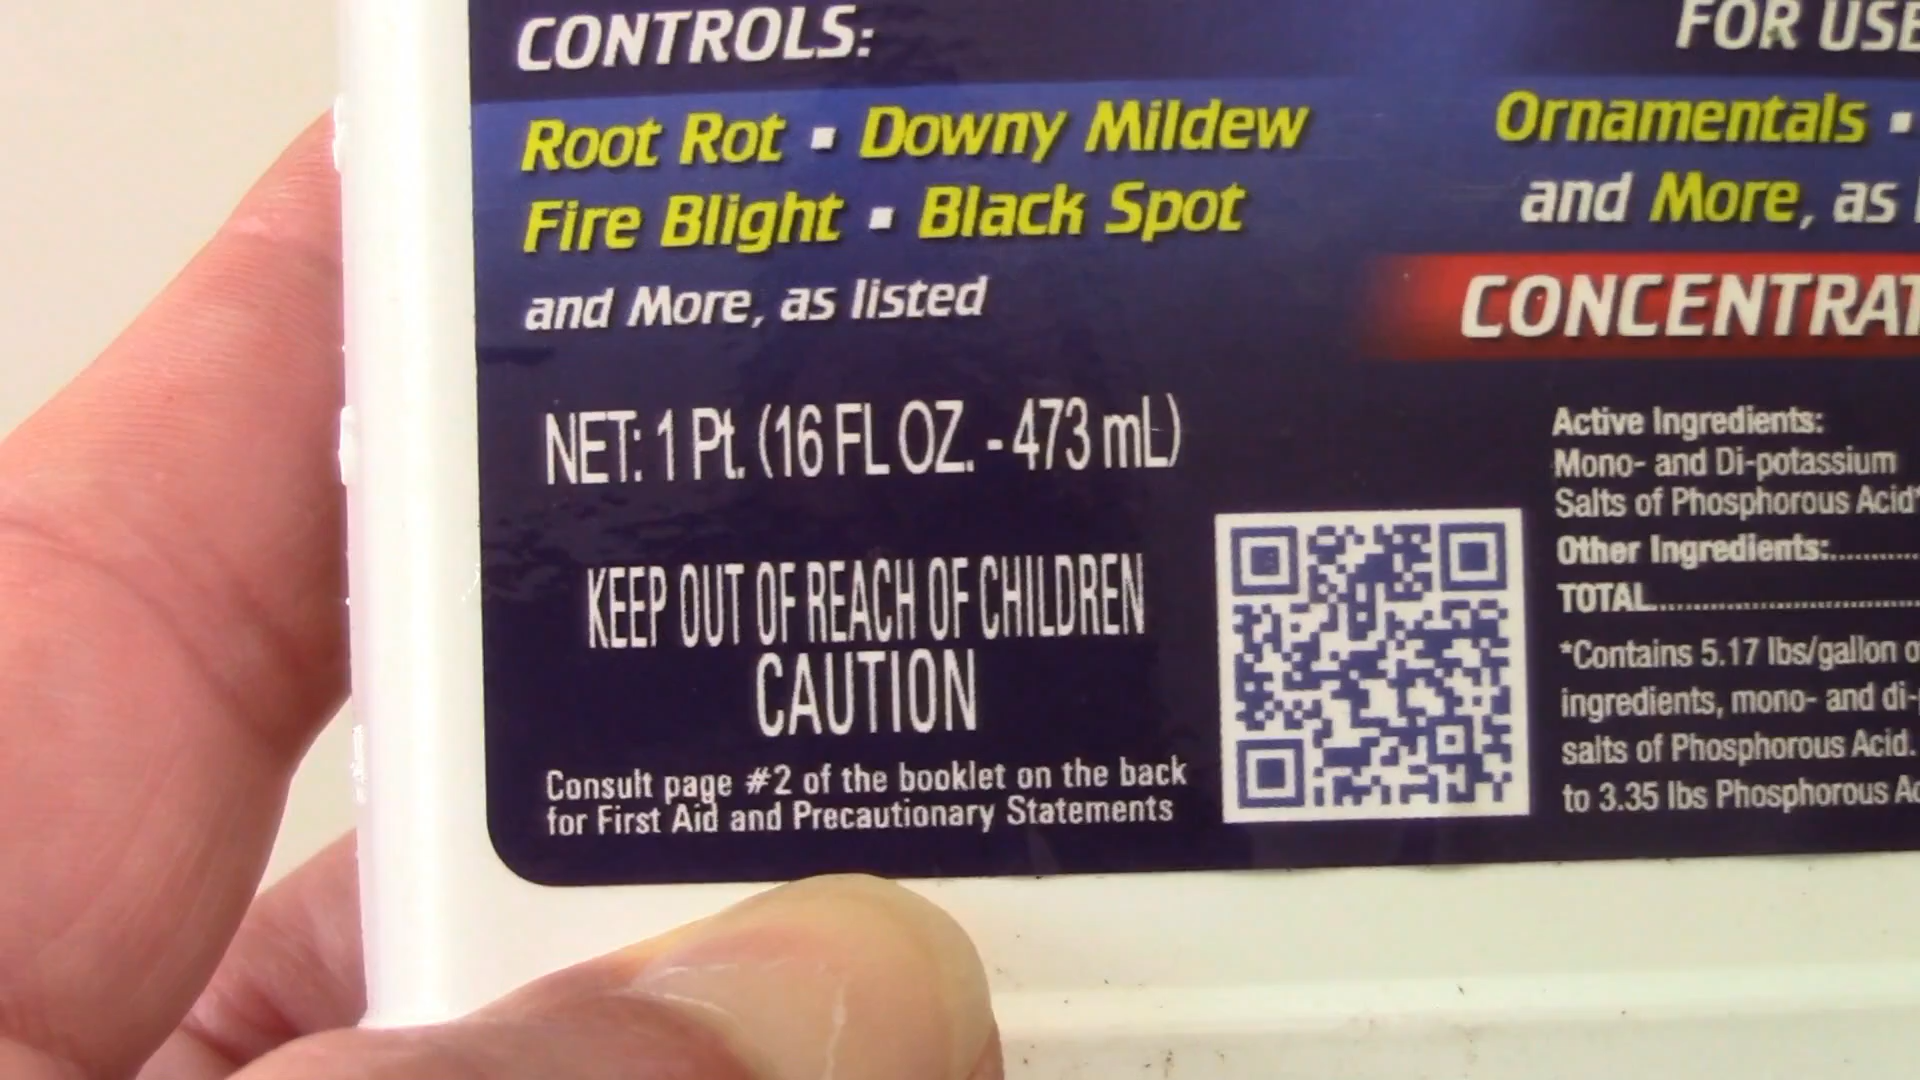 CONTROLS:
Root Rot ▪ Downy Mildew
Fire Blight ▪ Black Spot
and More, as listed
NET: 1 Pt. (16 FL OZ. - 473 mL)
KEEP OUT OF REACH OF CHILDREN
CAUTION
Consult page #2 of the booklet on the back
for First Aid and Precautionary Statements
FOR USE
Ornamentals ▪
and More, as
CONCENTRAT
Active Ingredients:
Mono- and Di-potassium
Salts of Phosphorous Acid*
Other Ingredients:
TOTAL
*Contains 5.17 lbs/gallon
ingredients, mono- and di-
salts of Phosphorous Acid.
to 3.35 lbs Phosphorous